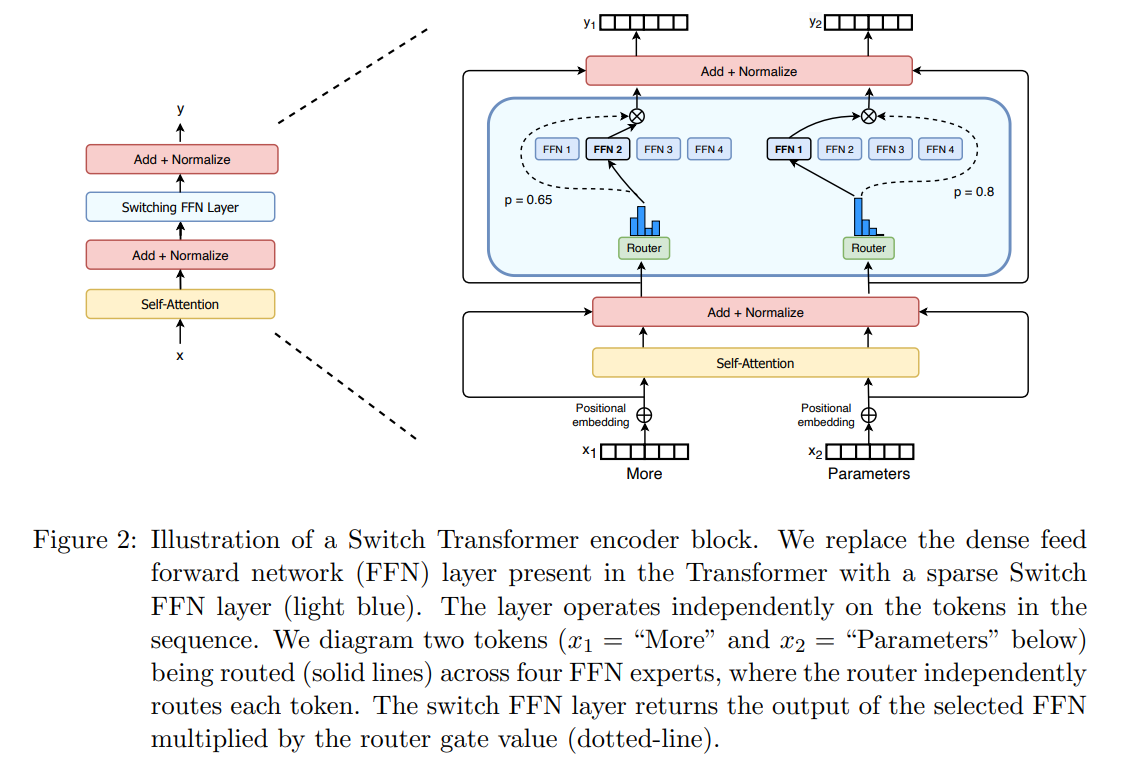 y
Add + Normalize
Switching FFN Layer
Add + Normalize
Self-Attention
x
y1 y2
Add + Normalize
FFN 1 FFN 2 FFN 3 FFN 4 FFN 1 FFN 2 FFN 3 FFN 4
p = 0.65 p = 0.8
Router Router
Add + Normalize
Self-Attention
Positional embedding Positional embedding
x1 x2
More Parameters
Figure 2: Illustration of a Switch Transformer encoder block. We replace the dense feed
forward network (FFN) layer present in the Transformer with a sparse Switch
FFN layer (light blue). The layer operates independently on the tokens in the
sequence. We diagram two tokens (x1 = “More” and x2 = “Parameters” below)
being routed (solid lines) across four FFN experts, where the router independently
routes each token. The switch FFN layer returns the output of the selected FFN
multiplied by the router gate value (dotted-line).